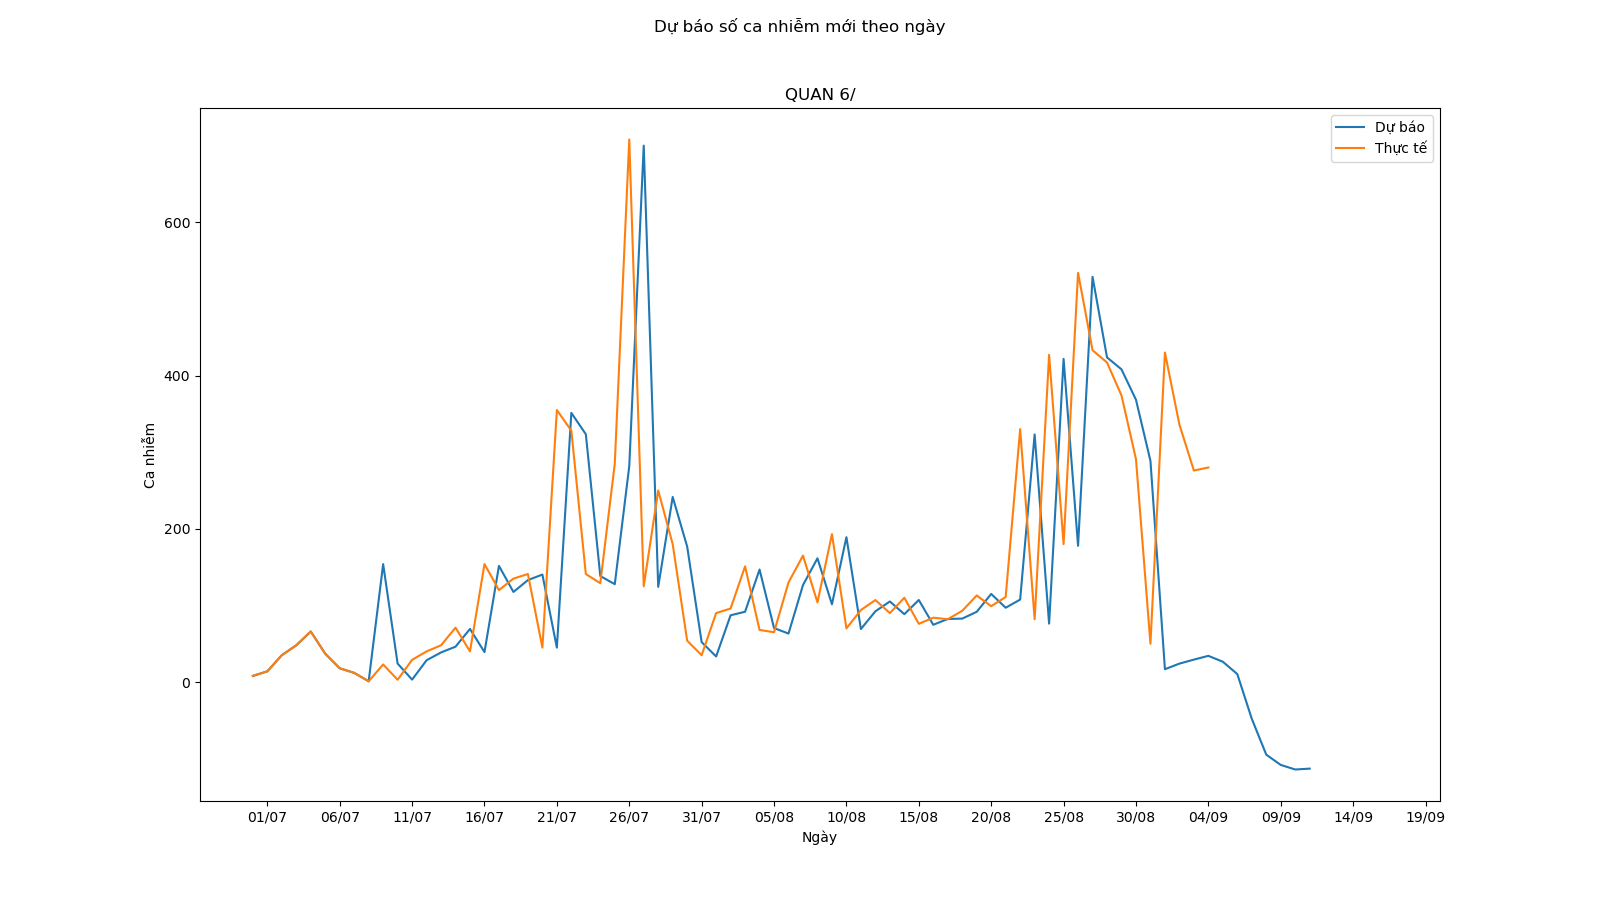 Dự báo số ca nhiễm mới theo ngày
QUAN 6/
Dự báo
Thực tế
600
400
200
0
Ca nhiễm
01/07 06/07 11/07 16/07 21/07 26/07 31/07 05/08 10/08 15/08 20/08 25/08 30/08 04/09 09/09 14/09 19/09
Ngày